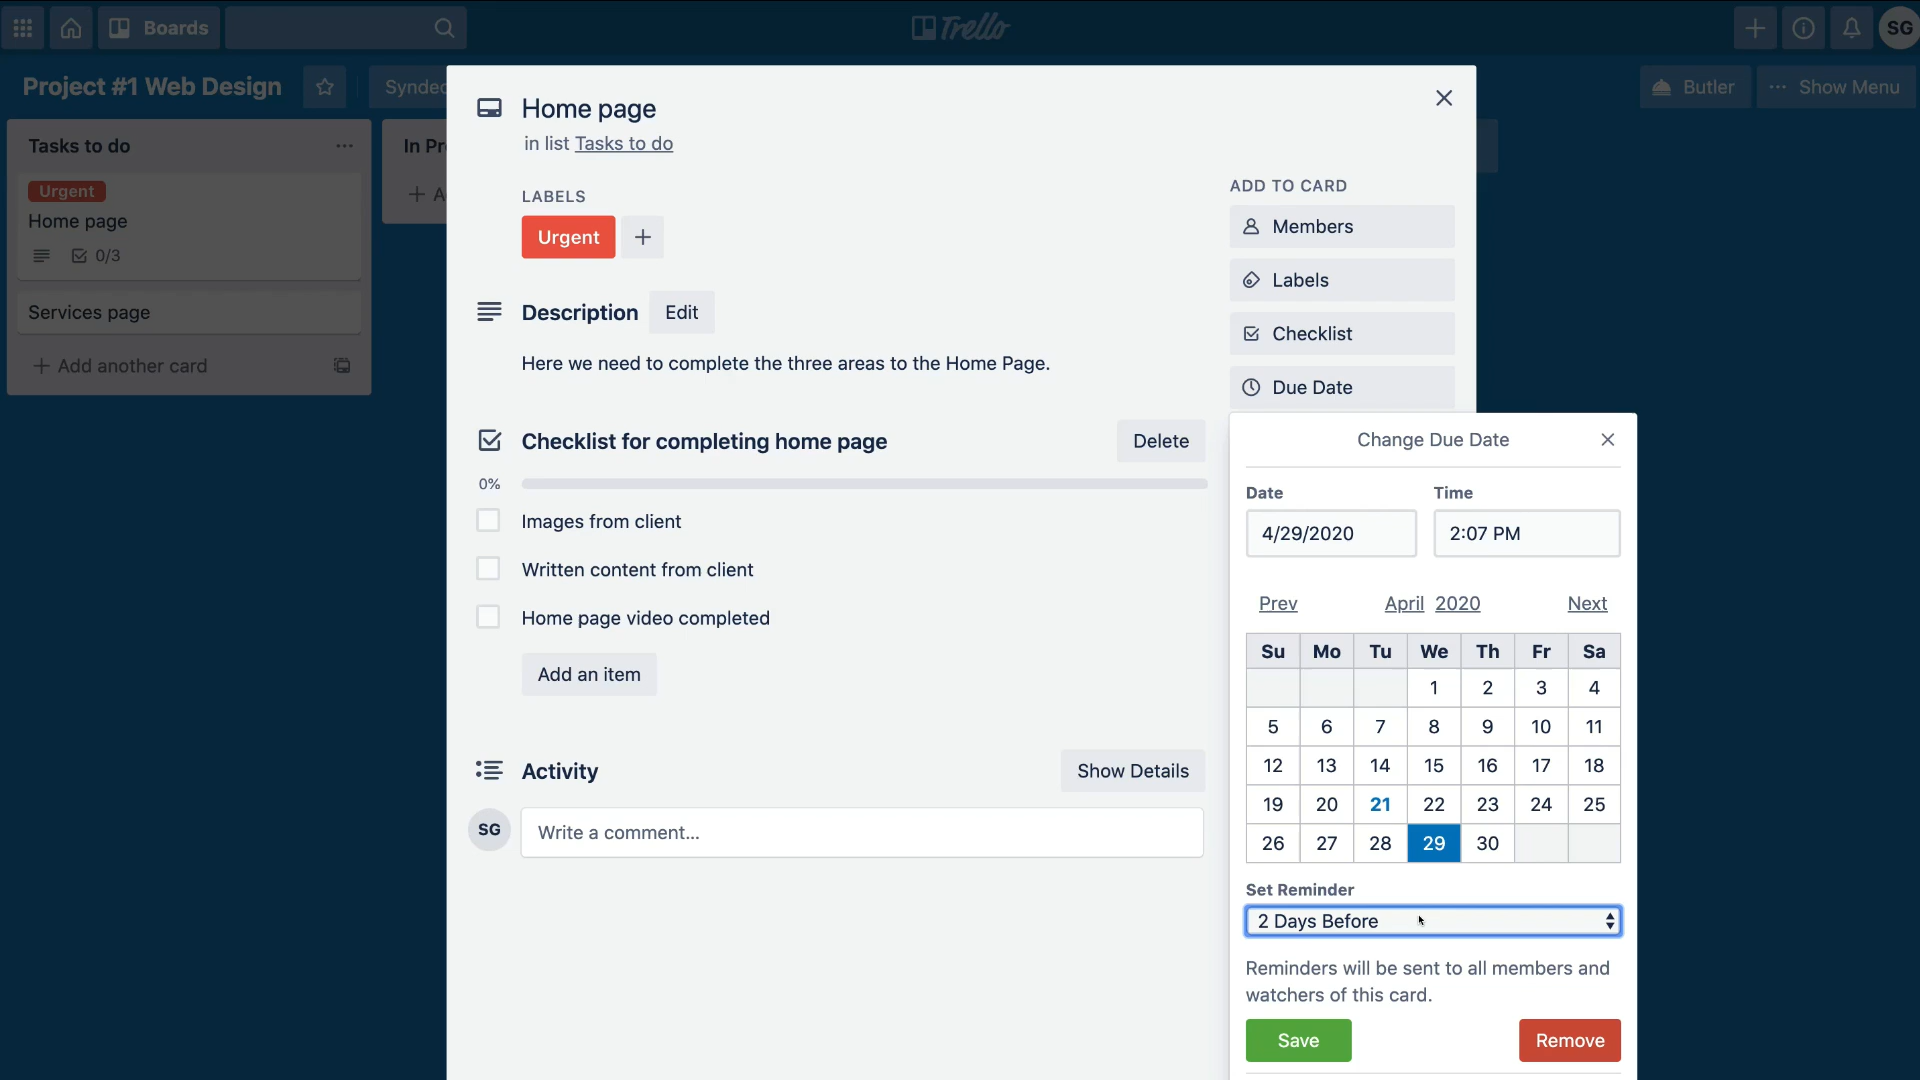 Boards
Trello
SG
Project #1 Web Design
Synded
Butler
Show Menu
Tasks to do
Urgent
Home page
0/3
Services page
Add another card
In Pr
A
Home page
in list Tasks to do
LABELS
Urgent
Description
Edit
Here we need to complete the three areas to the Home Page.
Checklist for completing home page
Delete
0%
Images from client
Written content from client
Home page video completed
Add an item
Activity
Show Details
SG
Write a comment...
ADD TO CARD
Members
Labels
Checklist
Due Date
Change Due Date
Date
Time
4/29/2020
2:07 PM
Prev
April 2020
Next
Su Mo Tu We Th Fr Sa
1 2 3 4
5 6 7 8 9 10 11
12 13 14 15 16 17 18
19 20 21 22 23 24 25
26 27 28 29 30
Set Reminder
2 Days Before
Reminders will be sent to all members and
watchers of this card.
Save
Remove